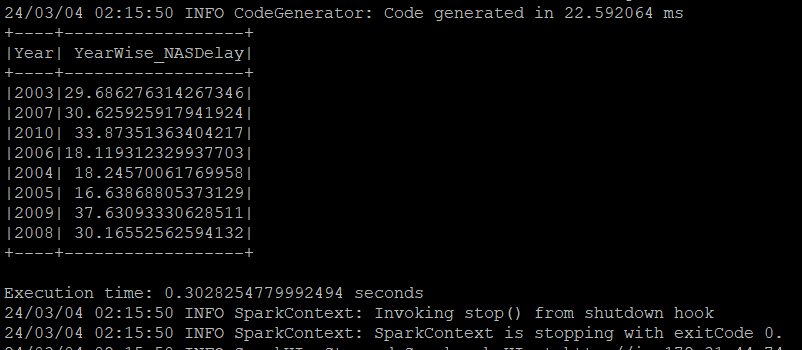 24/03/04 02:15:50 INFO CodeGenerator: Code generated in 22.592064 ms
+----+------------------+
|Year| YearWise_NASDelay|
+----+------------------+
|2003|29.686276314267346|
|2007|30.625925917941924|
|2010| 33.87351363404217|
|2006|18.119312329937703|
|2004| 18.24570061769958|
|2005| 16.63868805373129|
|2009| 37.63093330628511|
|2008| 30.16552562594132|
+----+------------------+
Execution time: 0.3028254779992494 seconds
24/03/04 02:15:50 INFO SparkContext: Invoking stop() from shutdown hook
24/03/04 02:15:50 INFO SparkContext: SparkContext is stopping with exitCode 0.